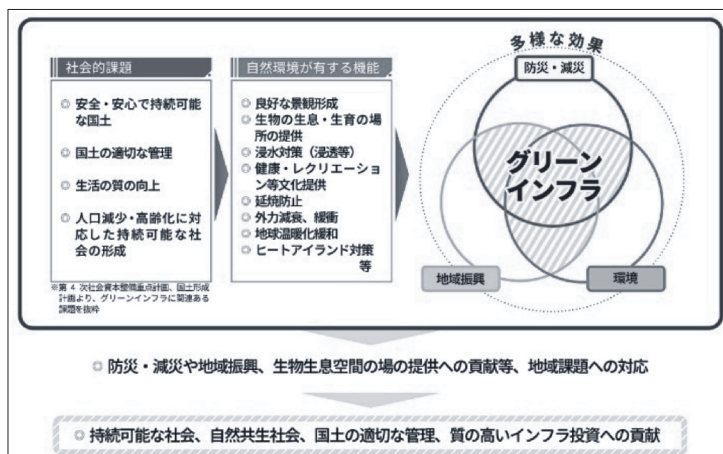 社会的課題
◎ 安全・安心で持続可能
な国土
◎ 国土の適切な管理
◎ 生活の質の向上
◎ 人口減少・高齢化に対
応した持続可能な社
会の形成
※第 4 次社会資本整備重点計画、国土形成
計画より、グリーンインフラに関連ある
課題を抜粋
自然環境が有する機能
◎ 良好な景観形成
◎ 生物の生息・生育の場
所の提供
◎ 浸水対策（浸透等）
◎ 健康・レクリエーショ
ン等文化提供
◎ 延焼防止
◎ 外力減衰、緩衝
◎ 地球温暖化緩和
◎ ヒートアイランド対策
等
多様な効果
防災・減災
グリーン
インフラ
地域振興
環境
◎ 防災・減災や地域振興、生物生息空間の場の提供への貢献等、地域課題への対応
◎ 持続可能な社会、自然共生社会、国土の適切な管理、質の高いインフラ投資への貢献